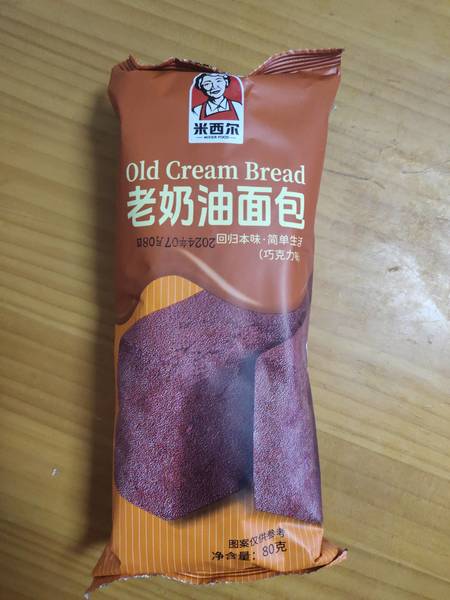 米西尔
Old Cream Bread
老奶油面包
2024年07月08日
回归本味·简单生活
(巧克力味
图案仅供参考
净含量: 80克